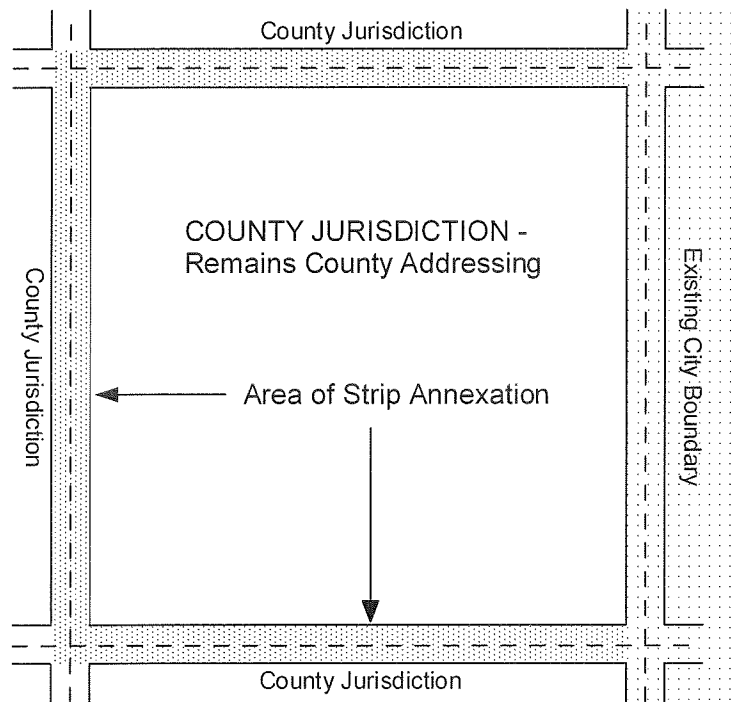 County Jurisdiction
COUNTY JURISDICTION -
Remains County Addressing
County Jurisdiction
Existing City Boundary
Area of Strip Annexation
County Jurisdiction